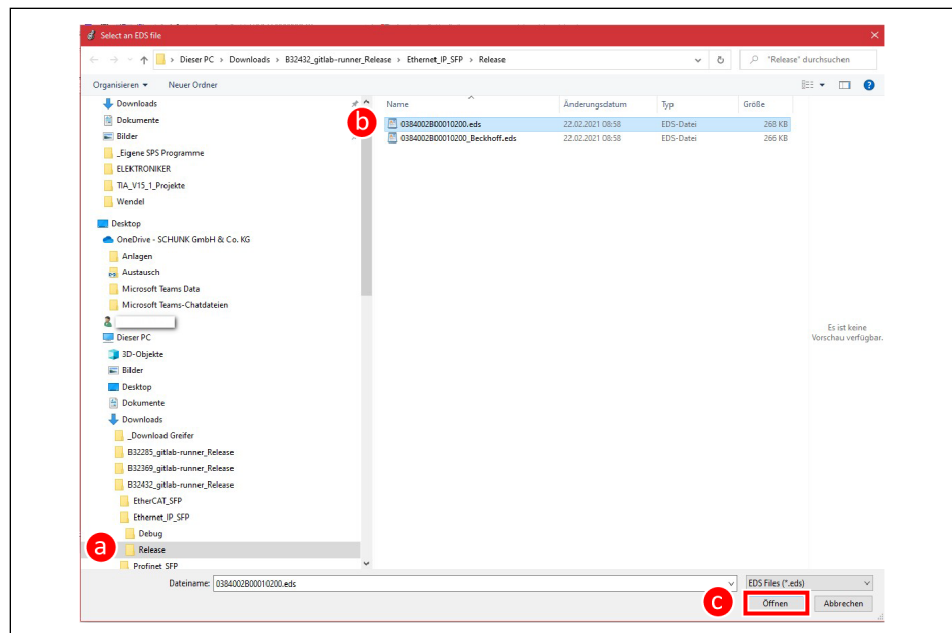 Select an EDS file
> Dieser PC > Downloads > B32432_gitlab-runner_Release > Ethernet_IP_SFP > Release
"Release" durchsuchen
Organisieren Neuer Ordner
Name Änderungsdatum Typ Größe
b 0384002B00010200.eds 22.02.2021 08:58 EDS-Datei 268 KB
0384002B00010200_Beckhoff.eds 22.02.2021 08:58 EDS-Datei 266 KB
Downloads
Dokumente
Bilder
_Eigene SPS Programme
ELEKTRONIKER
TIA_V15_1_Projekte
Wendel
Desktop
OneDrive - SCHUNK GmbH & Co. KG
Anlagen
Austausch
Microsoft Teams Data
Microsoft Teams-Chatdateien
Dieser PC
3D-Objekte
Bilder
Desktop
Dokumente
Downloads
_Download Greifer
B32285_gitlab-runner_Release
B32369_gitlab-runner_Release
B32432_gitlab-runner_Release
EtherCAT_SFP
Ethernet_IP_SFP
Debug
a Release
Profinet_SFP
Es ist keine
Vorschau verfügbar.
Dateiname: 0384002B00010200.eds EDS Files (*.eds)
c Öffnen Abbrechen